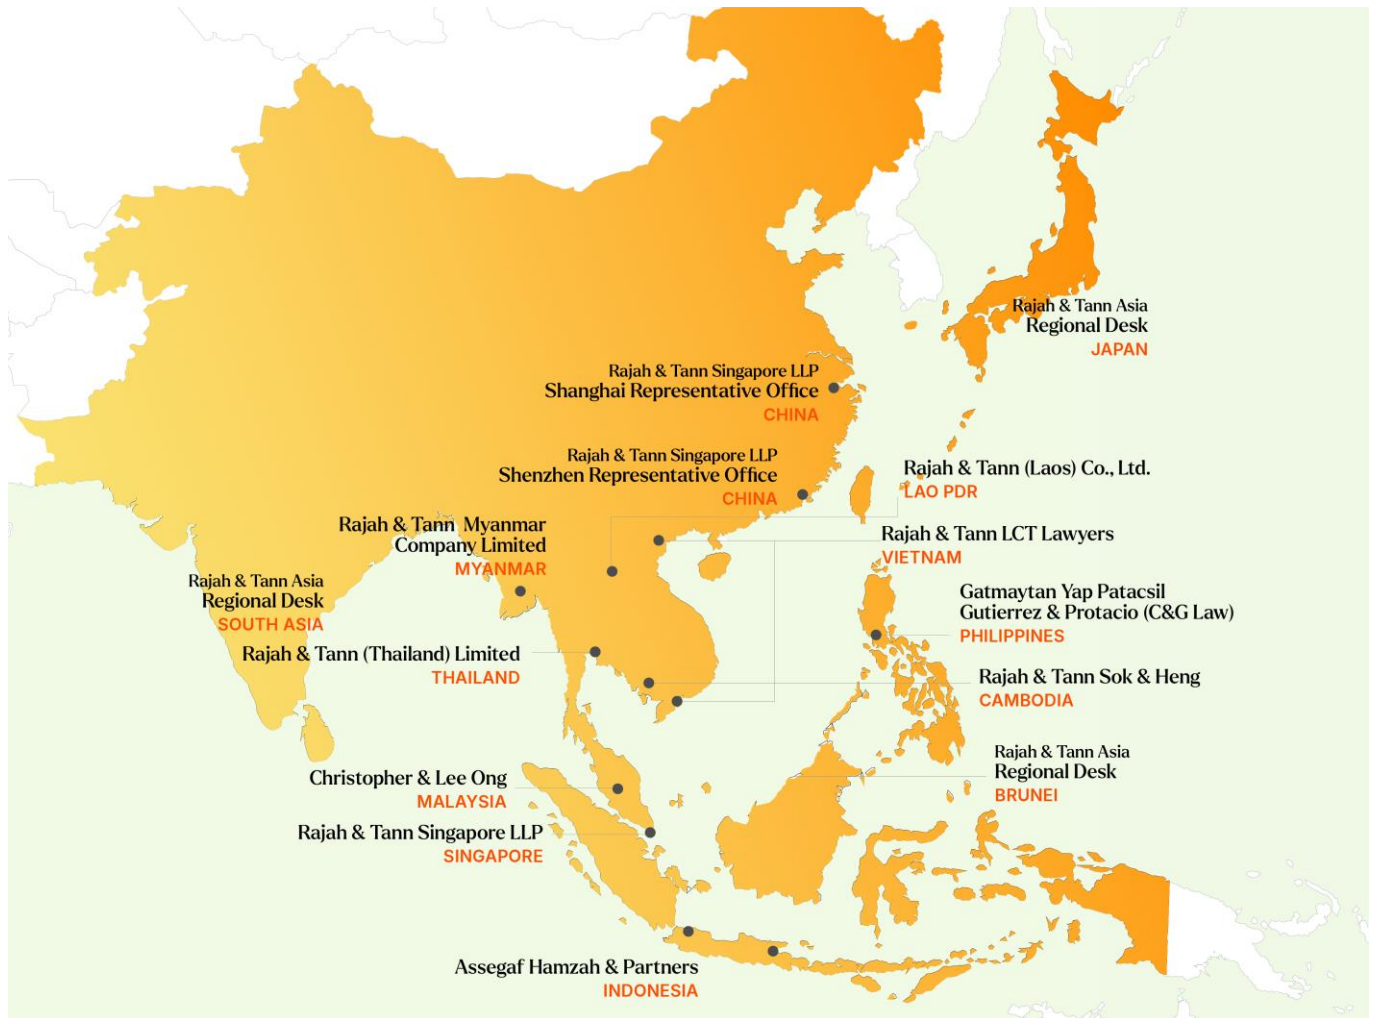 Rajah & Tann Asia
Regional Desk
JAPAN
Rajah & Tann Singapore LLP
Shanghai Representative Office
CHINA
Rajah & Tann Singapore LLP
Shenzhen Representative Office
CHINA
Rajah & Tann (Laos) Co., Ltd.
LAO PDR
Rajah & Tann Myanmar
Company Limited
MYANMAR
Rajah & Tann LCT Lawyers
VIETNAM
Rajah & Tann Asia
Regional Desk
SOUTH ASIA
Gatmaytan Yap Patacsil
Gutierrez & Protacio (C&G Law)
PHILIPPINES
Rajah & Tann (Thailand) Limited
THAILAND
Rajah & Tann Sok & Heng
CAMBODIA
Rajah & Tann Asia
Regional Desk
BRUNEI
Christopher & Lee Ong
MALAYSIA
Rajah & Tann Singapore LLP
SINGAPORE
Assegaf Hamzah & Partners
INDONESIA